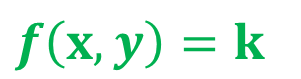 f(x, y) = k